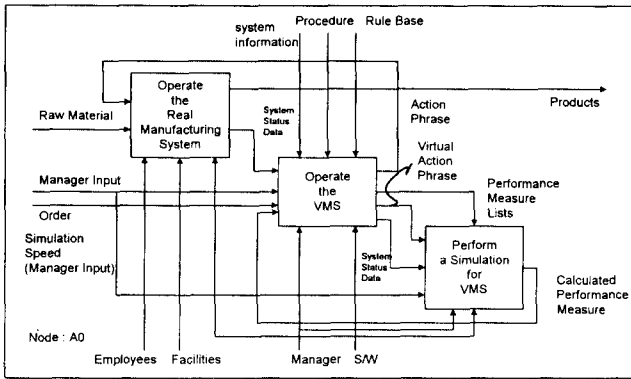 system
information
Procedure
Rule Base
Operate
the
Real
Manufacturing
System
Raw Material
Products
Action
Phrase
System
Status
Data
Virtual
Action
Phrase
Operate
the
VMS
Manager Input
Order
Performance
Measure
Lists
Simulation
Speed
(Manager Input)
System
Status
Data
Perform
a Simulation
for
VMS
Calculated
Performance
Measure
Node : A0
Employees
Facilities
Manager
S/W